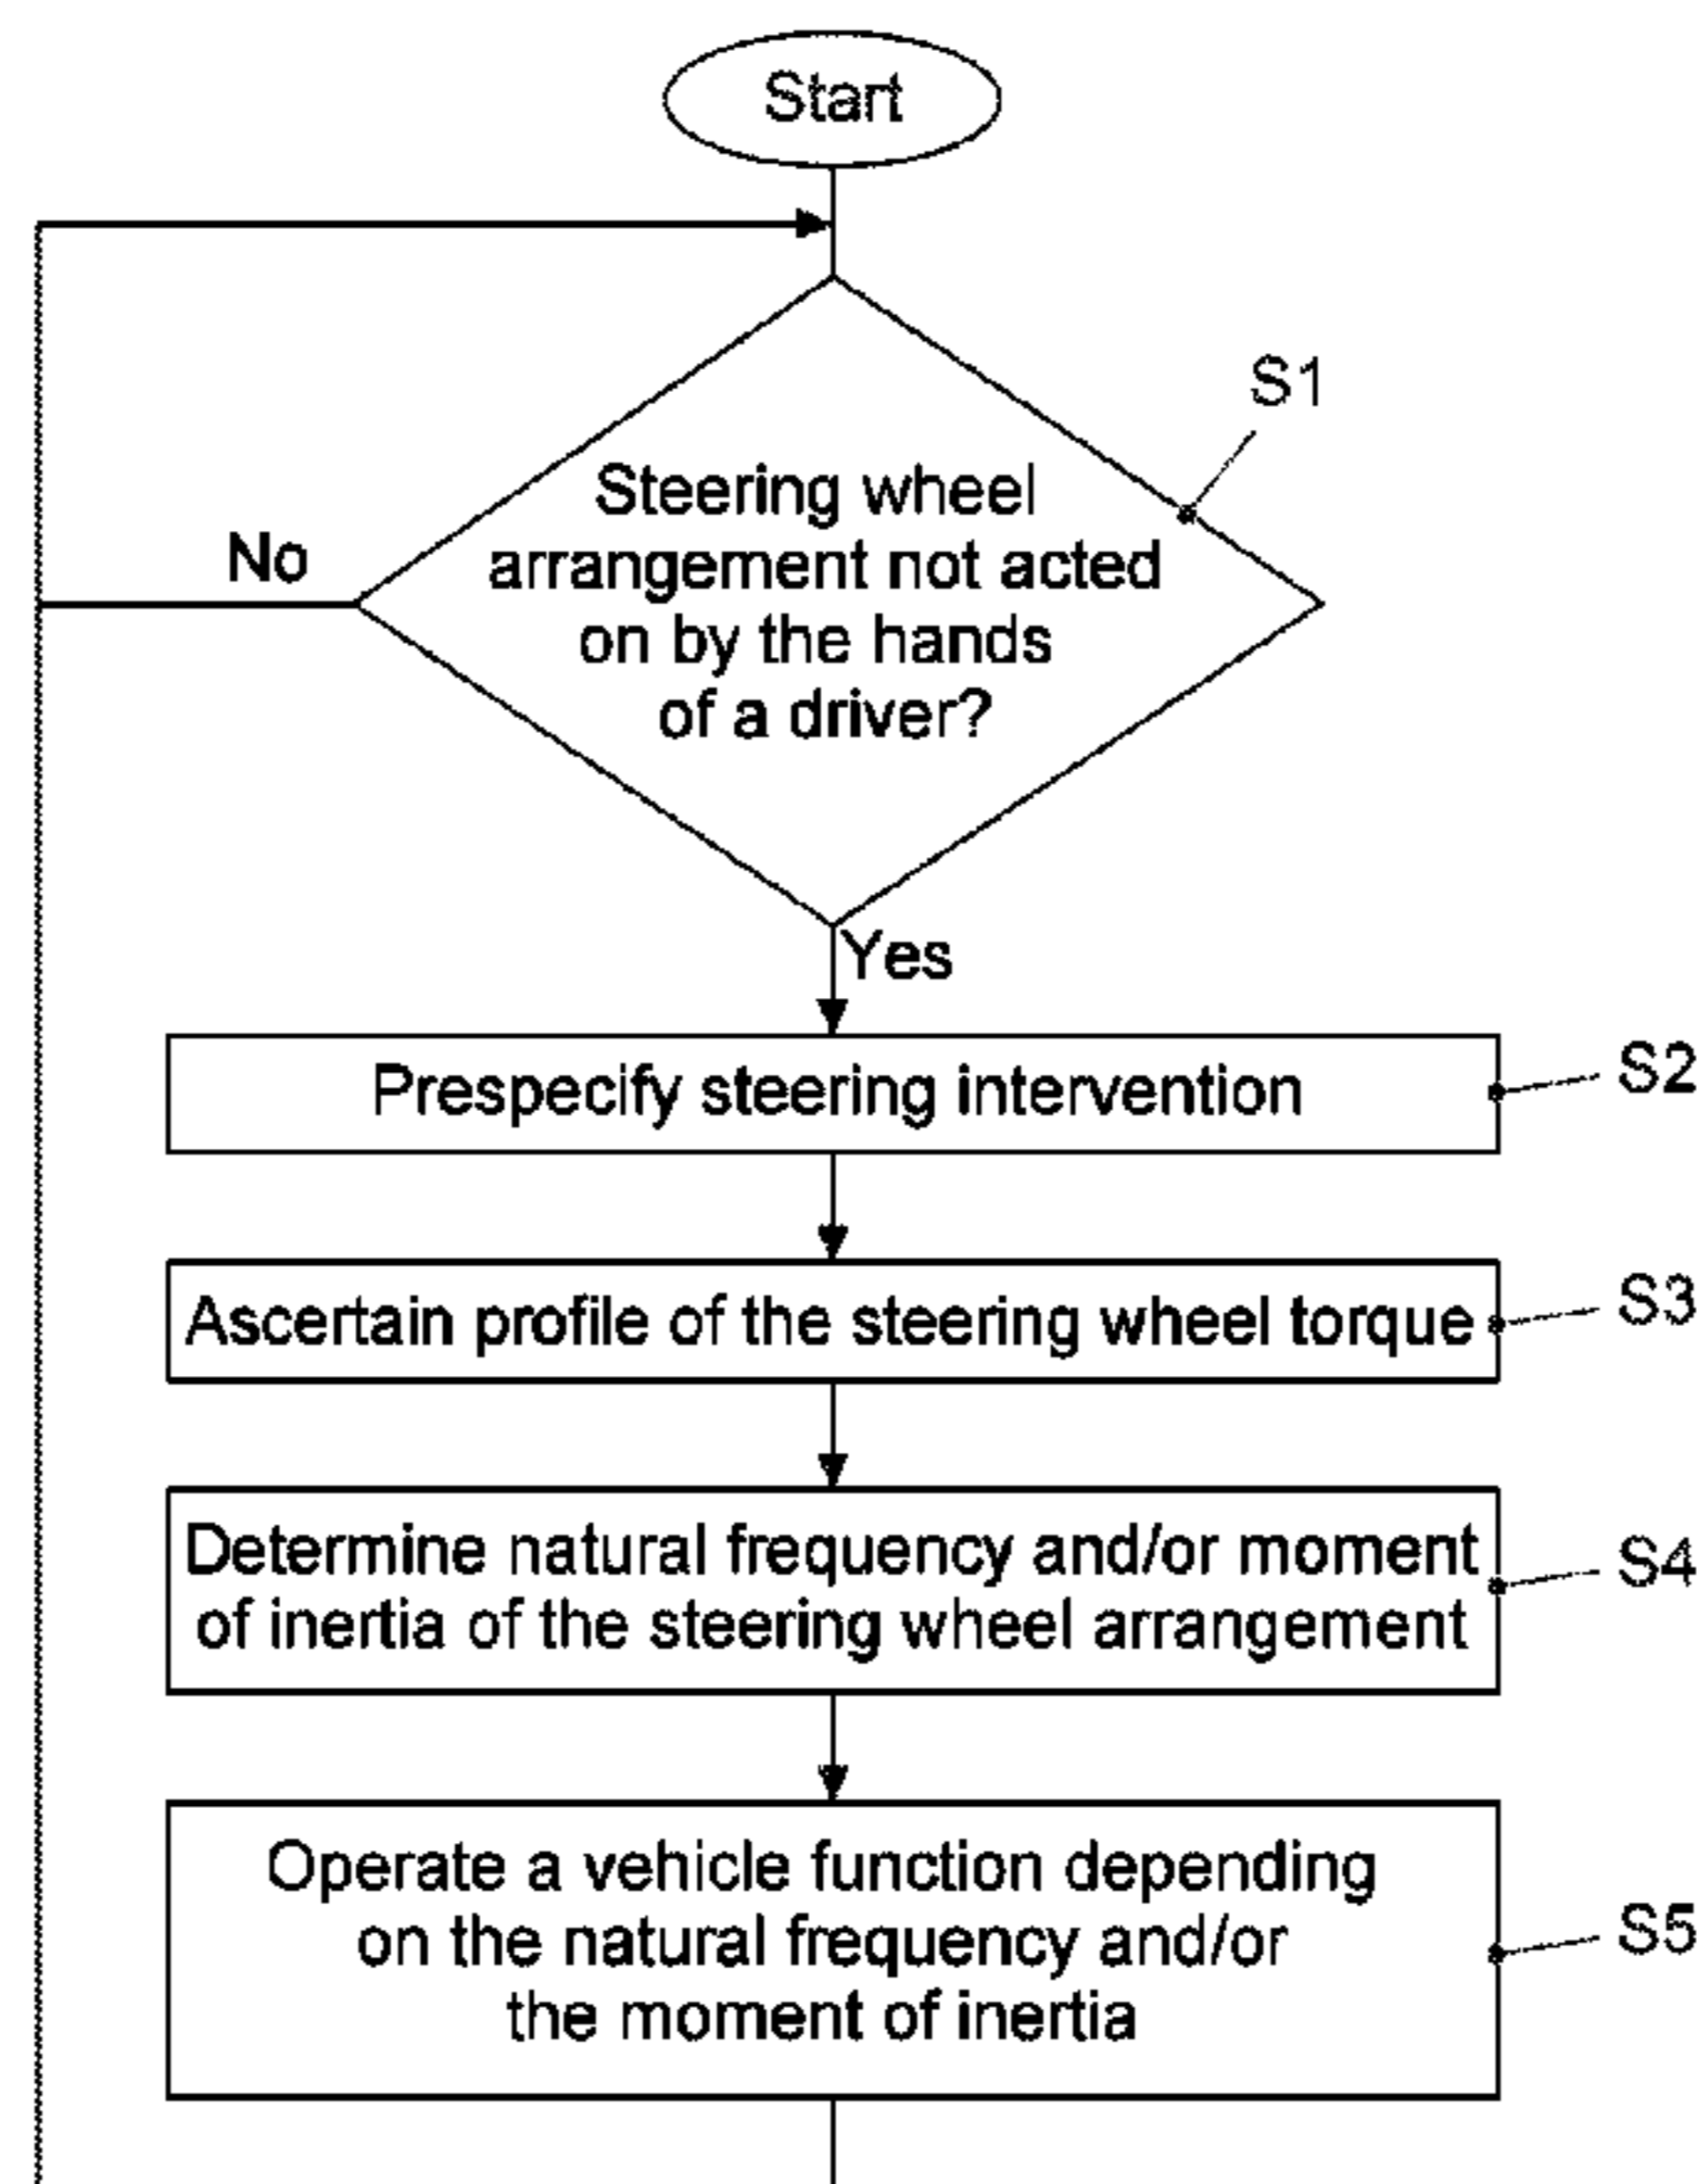 Start
S1
Steering wheel
arrangement not acted
on by the hands
of a driver?
No
Yes
Prespecify steering intervention
S2
Ascertain profile of the steering wheel torque
S3
Determine natural frequency and/or moment
of inertia of the steering wheel arrangement
S4
Operate a vehicle function depending
on the natural frequency and/or
the moment of inertia
S5